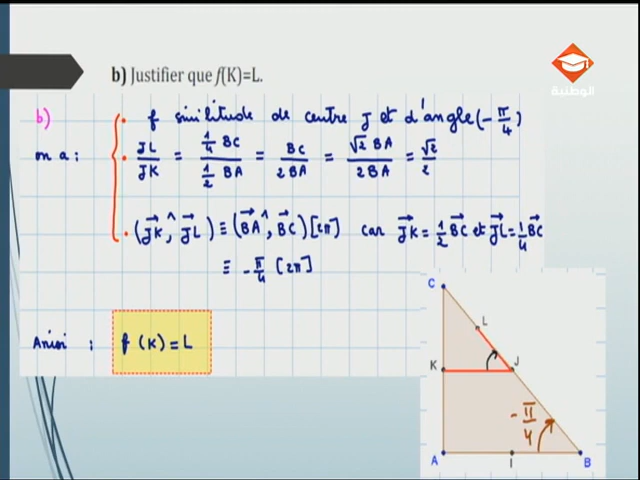 الوطنية
b) Justifier que f(K)=L.
b)
• f similitude de centre J et d'angle (-π/4)
on a : • JL/JK = (1/4 BC)/(1/2 BA) = BC/2BA = √2 BA/2BA = √2/2
• (JK→ ^, JL→) ≡ (BA→ ^, BC→) [2π] car JK→ = 1/2 BC→ et JL→ = 1/4 BC→
≡ -π/4 [2π]
Ainsi : f (K) = L
C
L
K
J
-π/4
A
I
B